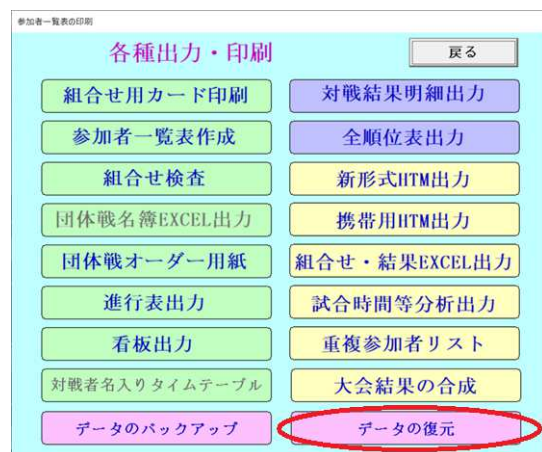 参加者一覧表の印刷
各種出力・印刷
戻る
組合せ用カード印刷
対戦結果明細出力
参加者一覧表作成
全順位表出力
組合せ検査
新形式HTM出力
団体戦名簿EXCEL出力
携帯用HTM出力
団体戦オーダー用紙
組合せ・結果EXCEL出力
進行表出力
試合時間等分析出力
看板出力
重複参加者リスト
対戦者名入りタイムテーブル
大会結果の合成
データのバックアップ
データの復元